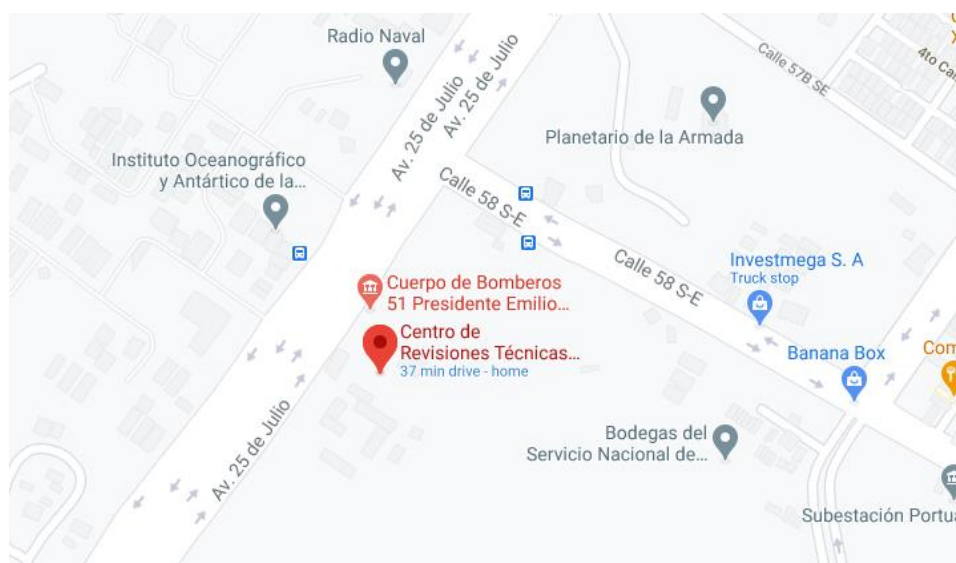 Radio Naval
Av. 25 de Julio
Av. 25 de Julio
Calle 57B SE
4to Ca
Planetario de la Armada
Instituto Oceanográfico
y Antártico de la...
Calle 58 S-E
Calle 58 S-E
Investmega S. A
Truck stop
Cuerpo de Bomberos
51 Presidente Emilio...
Centro de
Revisiones Técnicas...
37 min drive - home
Banana Box
Com
Av. 25 de Julio
Bodegas del
Servicio Nacional de...
Subestación Portua